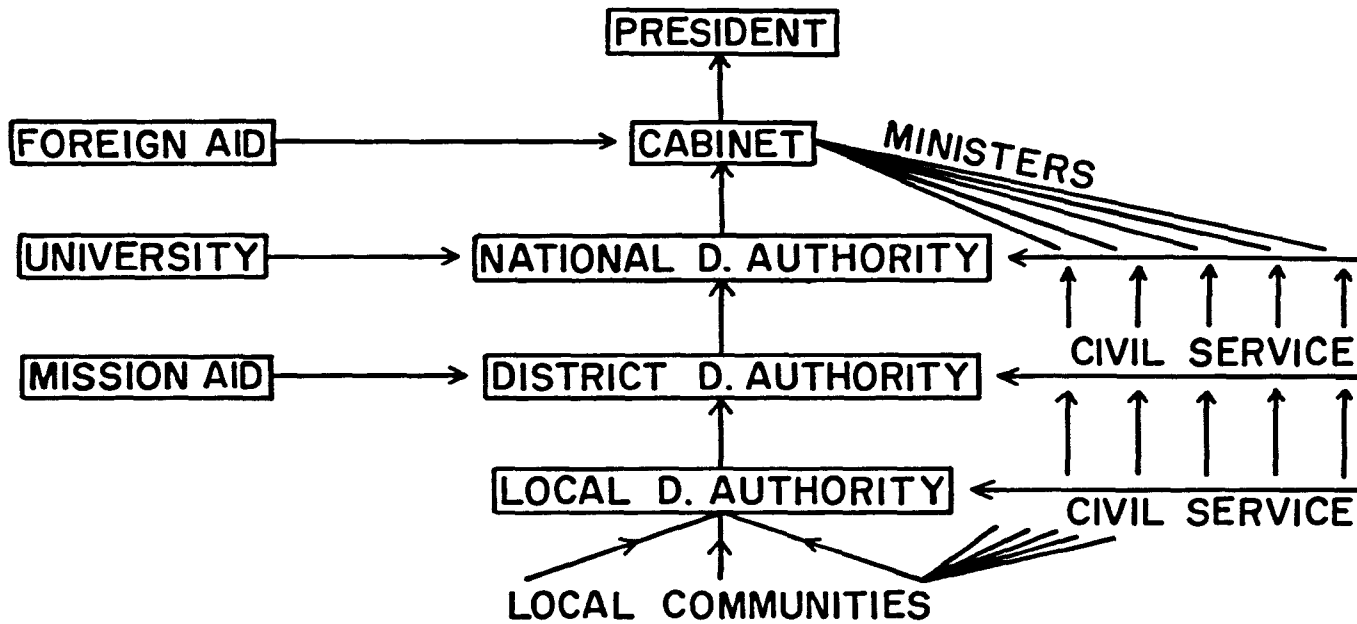 PRESIDENT
FOREIGN AID
CABINET
MINISTERS
UNIVERSITY
NATIONAL D. AUTHORITY
CIVIL SERVICE
MISSION AID
DISTRICT D. AUTHORITY
LOCAL D. AUTHORITY
CIVIL SERVICE
LOCAL COMMUNITIES